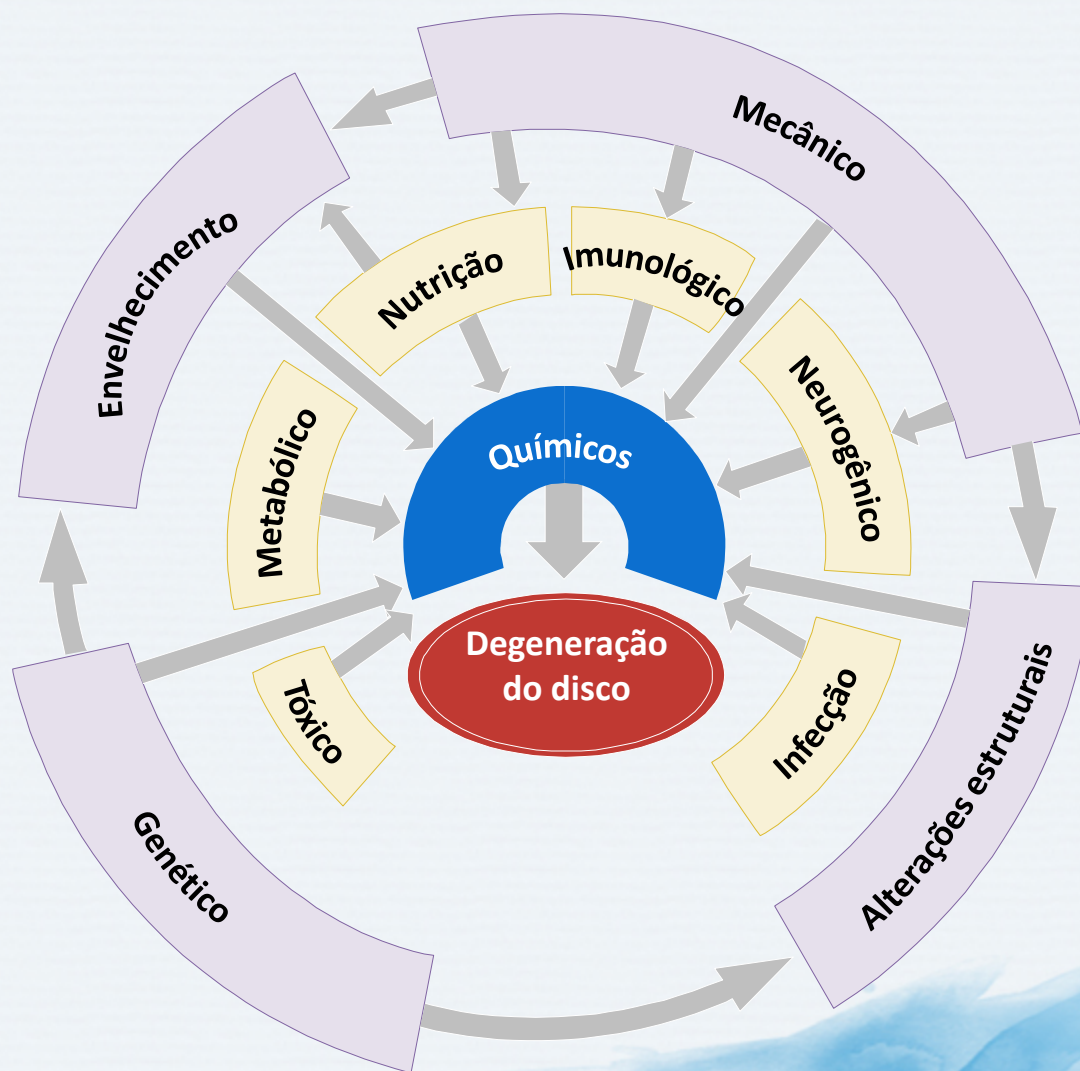 Mecânico
Envelhecimento
Nutrição
Imunológico
Neurogênico
Metabólico
Químicos
Degeneração
do disco
Tóxico
Infecção
Alterações estruturais
Genético